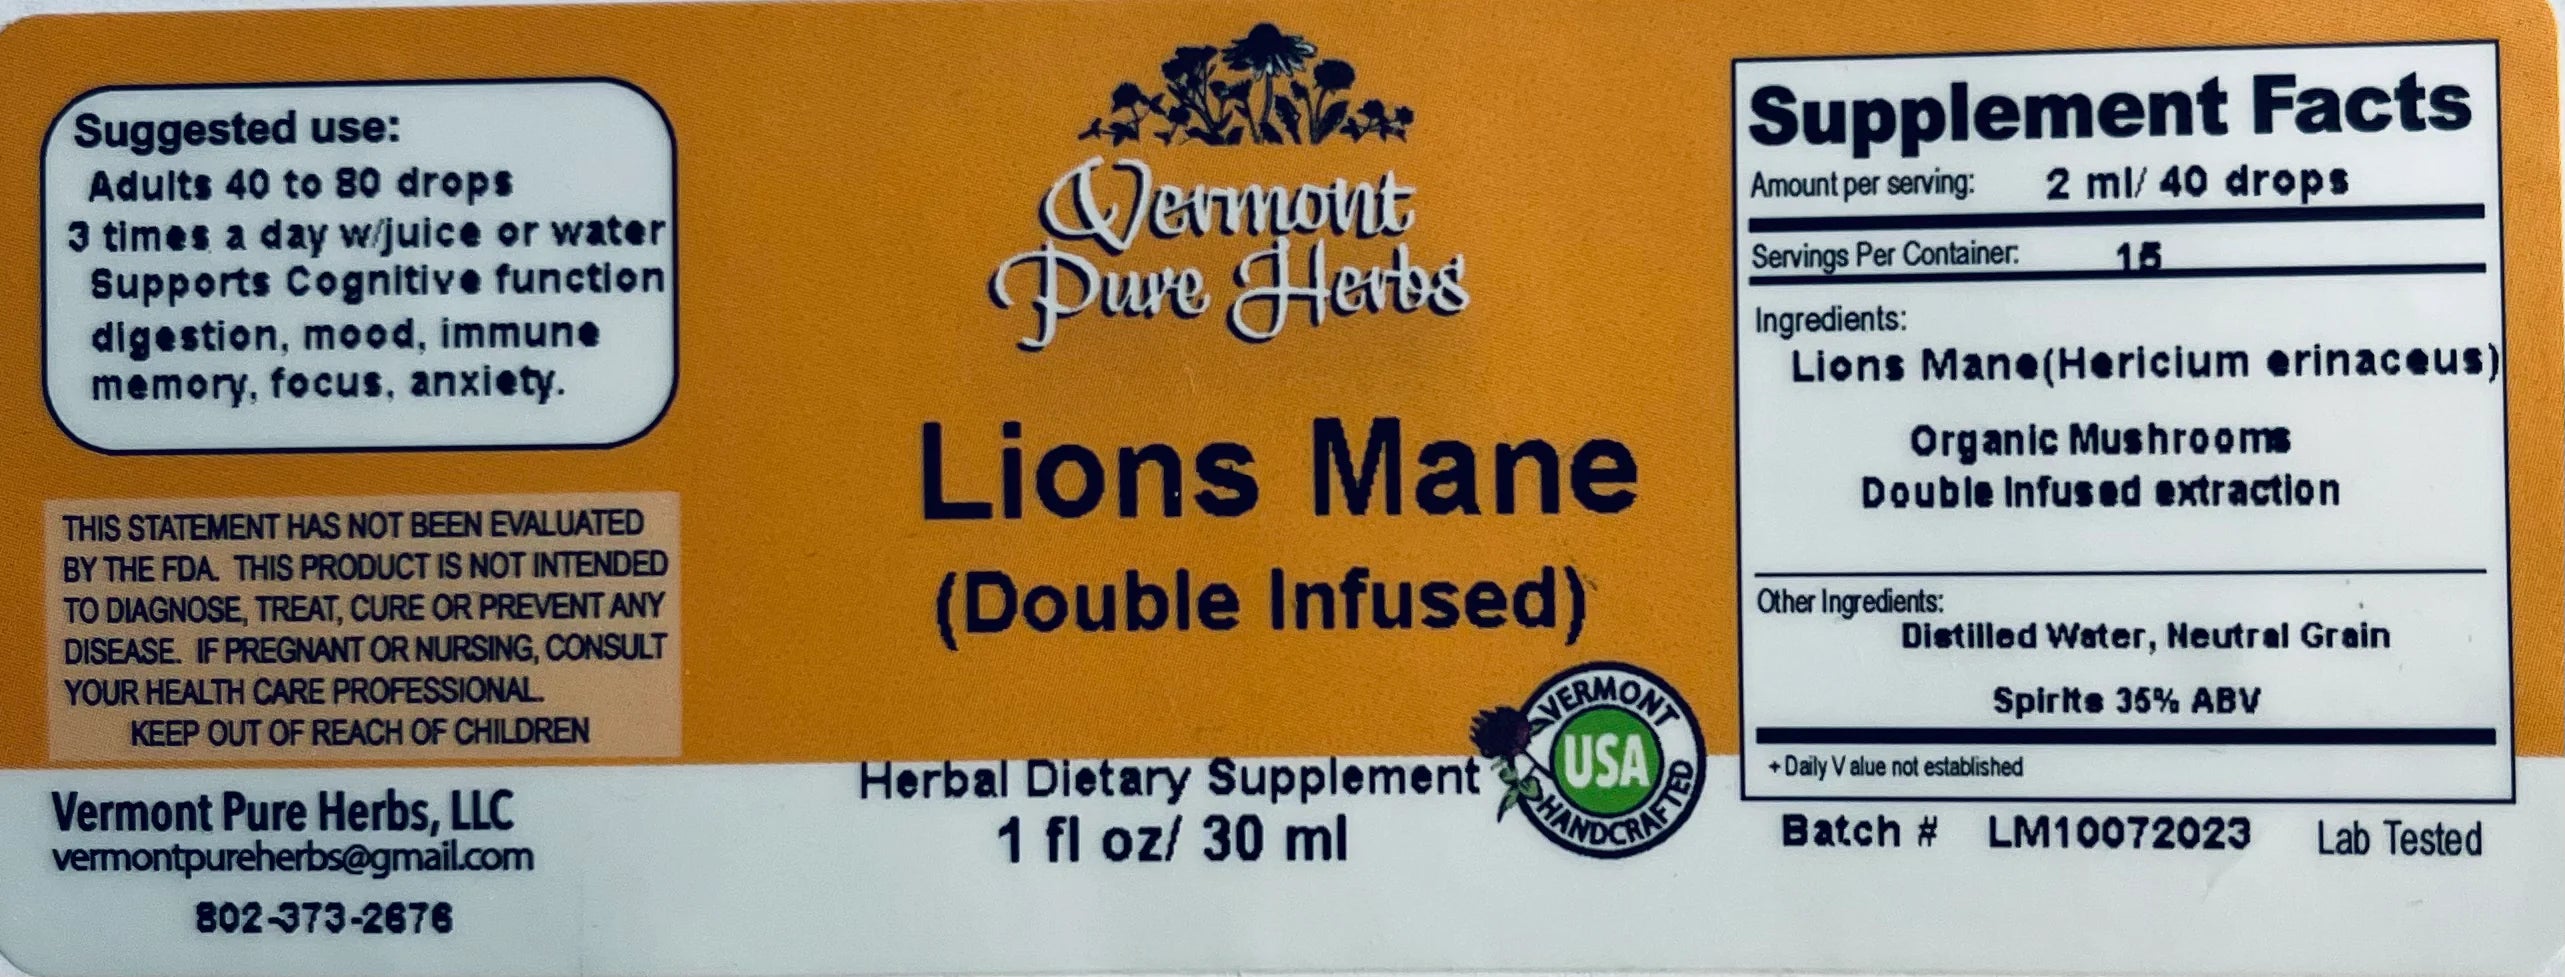 Suggested use:
Adults 40 to 80 drops
3 times a day w/juice or water
Supports Cognitive function
digestion, mood, immune
memory, focus, anxiety.
THIS STATEMENT HAS NOT BEEN EVALUATED
BY THE FDA. THIS PRODUCT IS NOT INTENDED
TO DIAGNOSE, TREAT, CURE OR PREVENT ANY
DISEASE. IF PREGNANT OR NURSING, CONSULT
YOUR HEALTH CARE PROFESSIONAL.
KEEP OUT OF REACH OF CHILDREN
Vermont Pure Herbs, LLC
vermontpureherbs@gmail.com
802-373-2676
Vermont
Pure Herbs
Lions Mane
(Double Infused)
Herbal Dietary Supplement
1 fl oz/ 30 ml
VERMONT
USA
HANDCRAFTED
Supplement Facts
Amount per serving: 2 ml/ 40 drops
Servings Per Container: 15
Ingredients:
Lions Mane(Hericium erinaceus)
Organic Mushrooms
Double Infused extraction
Other Ingredients:
Distilled Water, Neutral Grain
Spirits 35% ABV
+ Daily V alue not established
Batch # LM10072023 Lab Tested